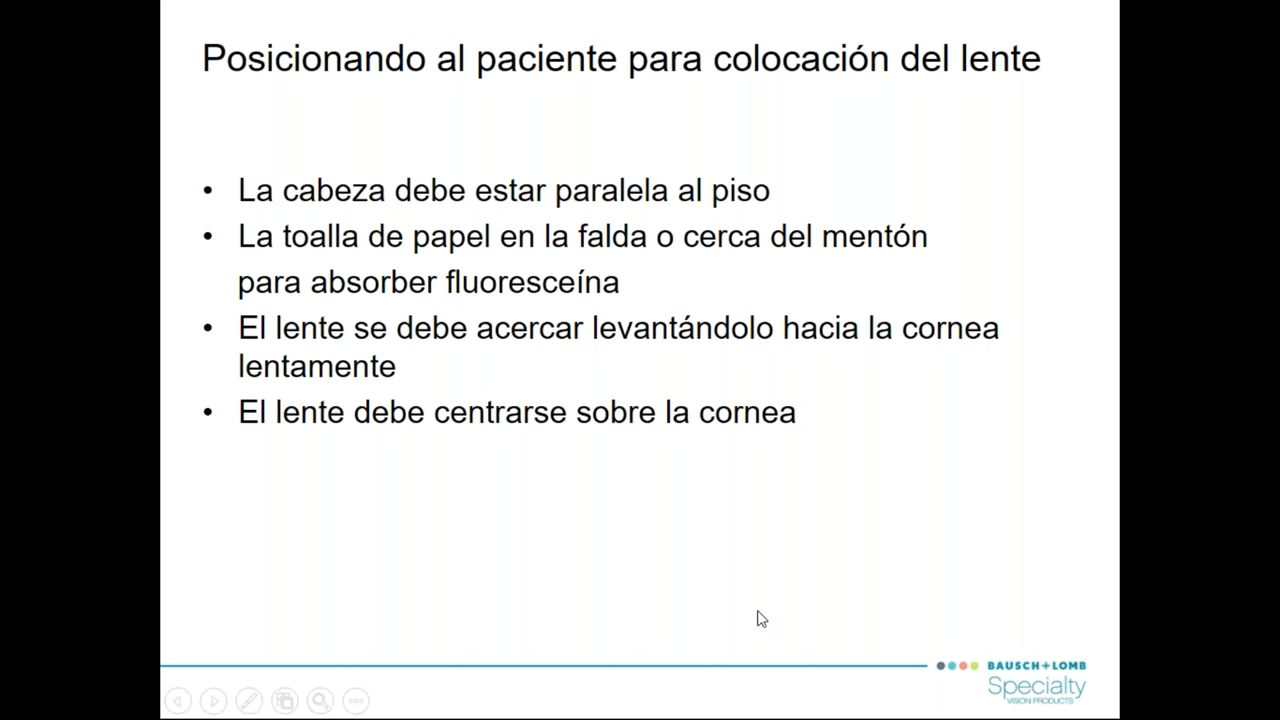 Posicionando al paciente para colocación del lente
• La cabeza debe estar paralela al piso
• La toalla de papel en la falda o cerca del mentón
para absorber fluoresceína
• El lente se debe acercar levantándolo hacia la cornea
lentamente
• El lente debe centrarse sobre la cornea
BAUSCH + LOMB
Specialty
VISION PRODUCTS